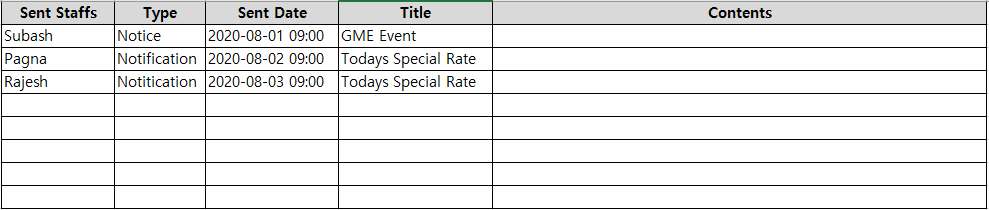 Sent Staffs Type Sent Date Title Contents
Subash Notice 2020-08-01 09:00 GME Event
Pagna Notification 2020-08-02 09:00 Todays Special Rate
Rajesh Notitication 2020-08-03 09:00 Todays Special Rate